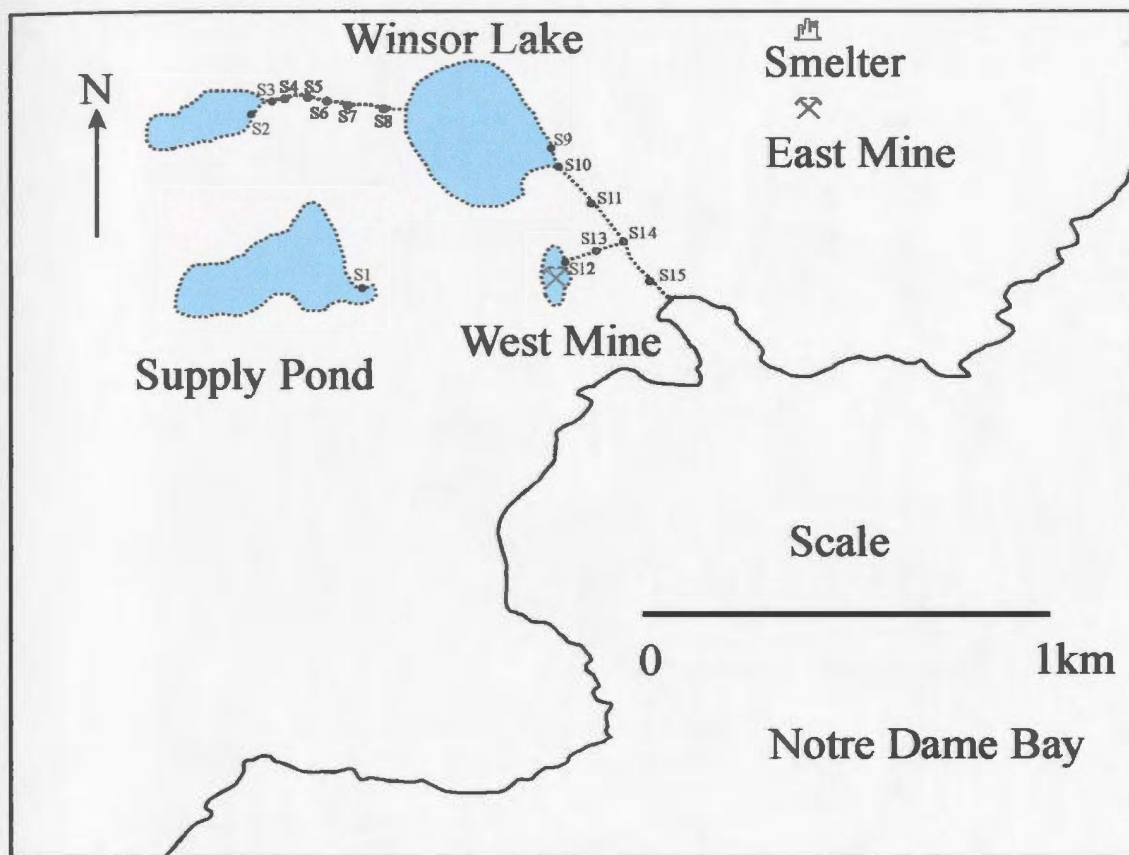 Winsor Lake
Smelter
N
S3
S4
S5
S6
S7
S8
S2
East Mine
S9
S10
S11
S14
S13
S12
S15
S1
West Mine
Supply Pond
Scale
0
1km
Notre Dame Bay